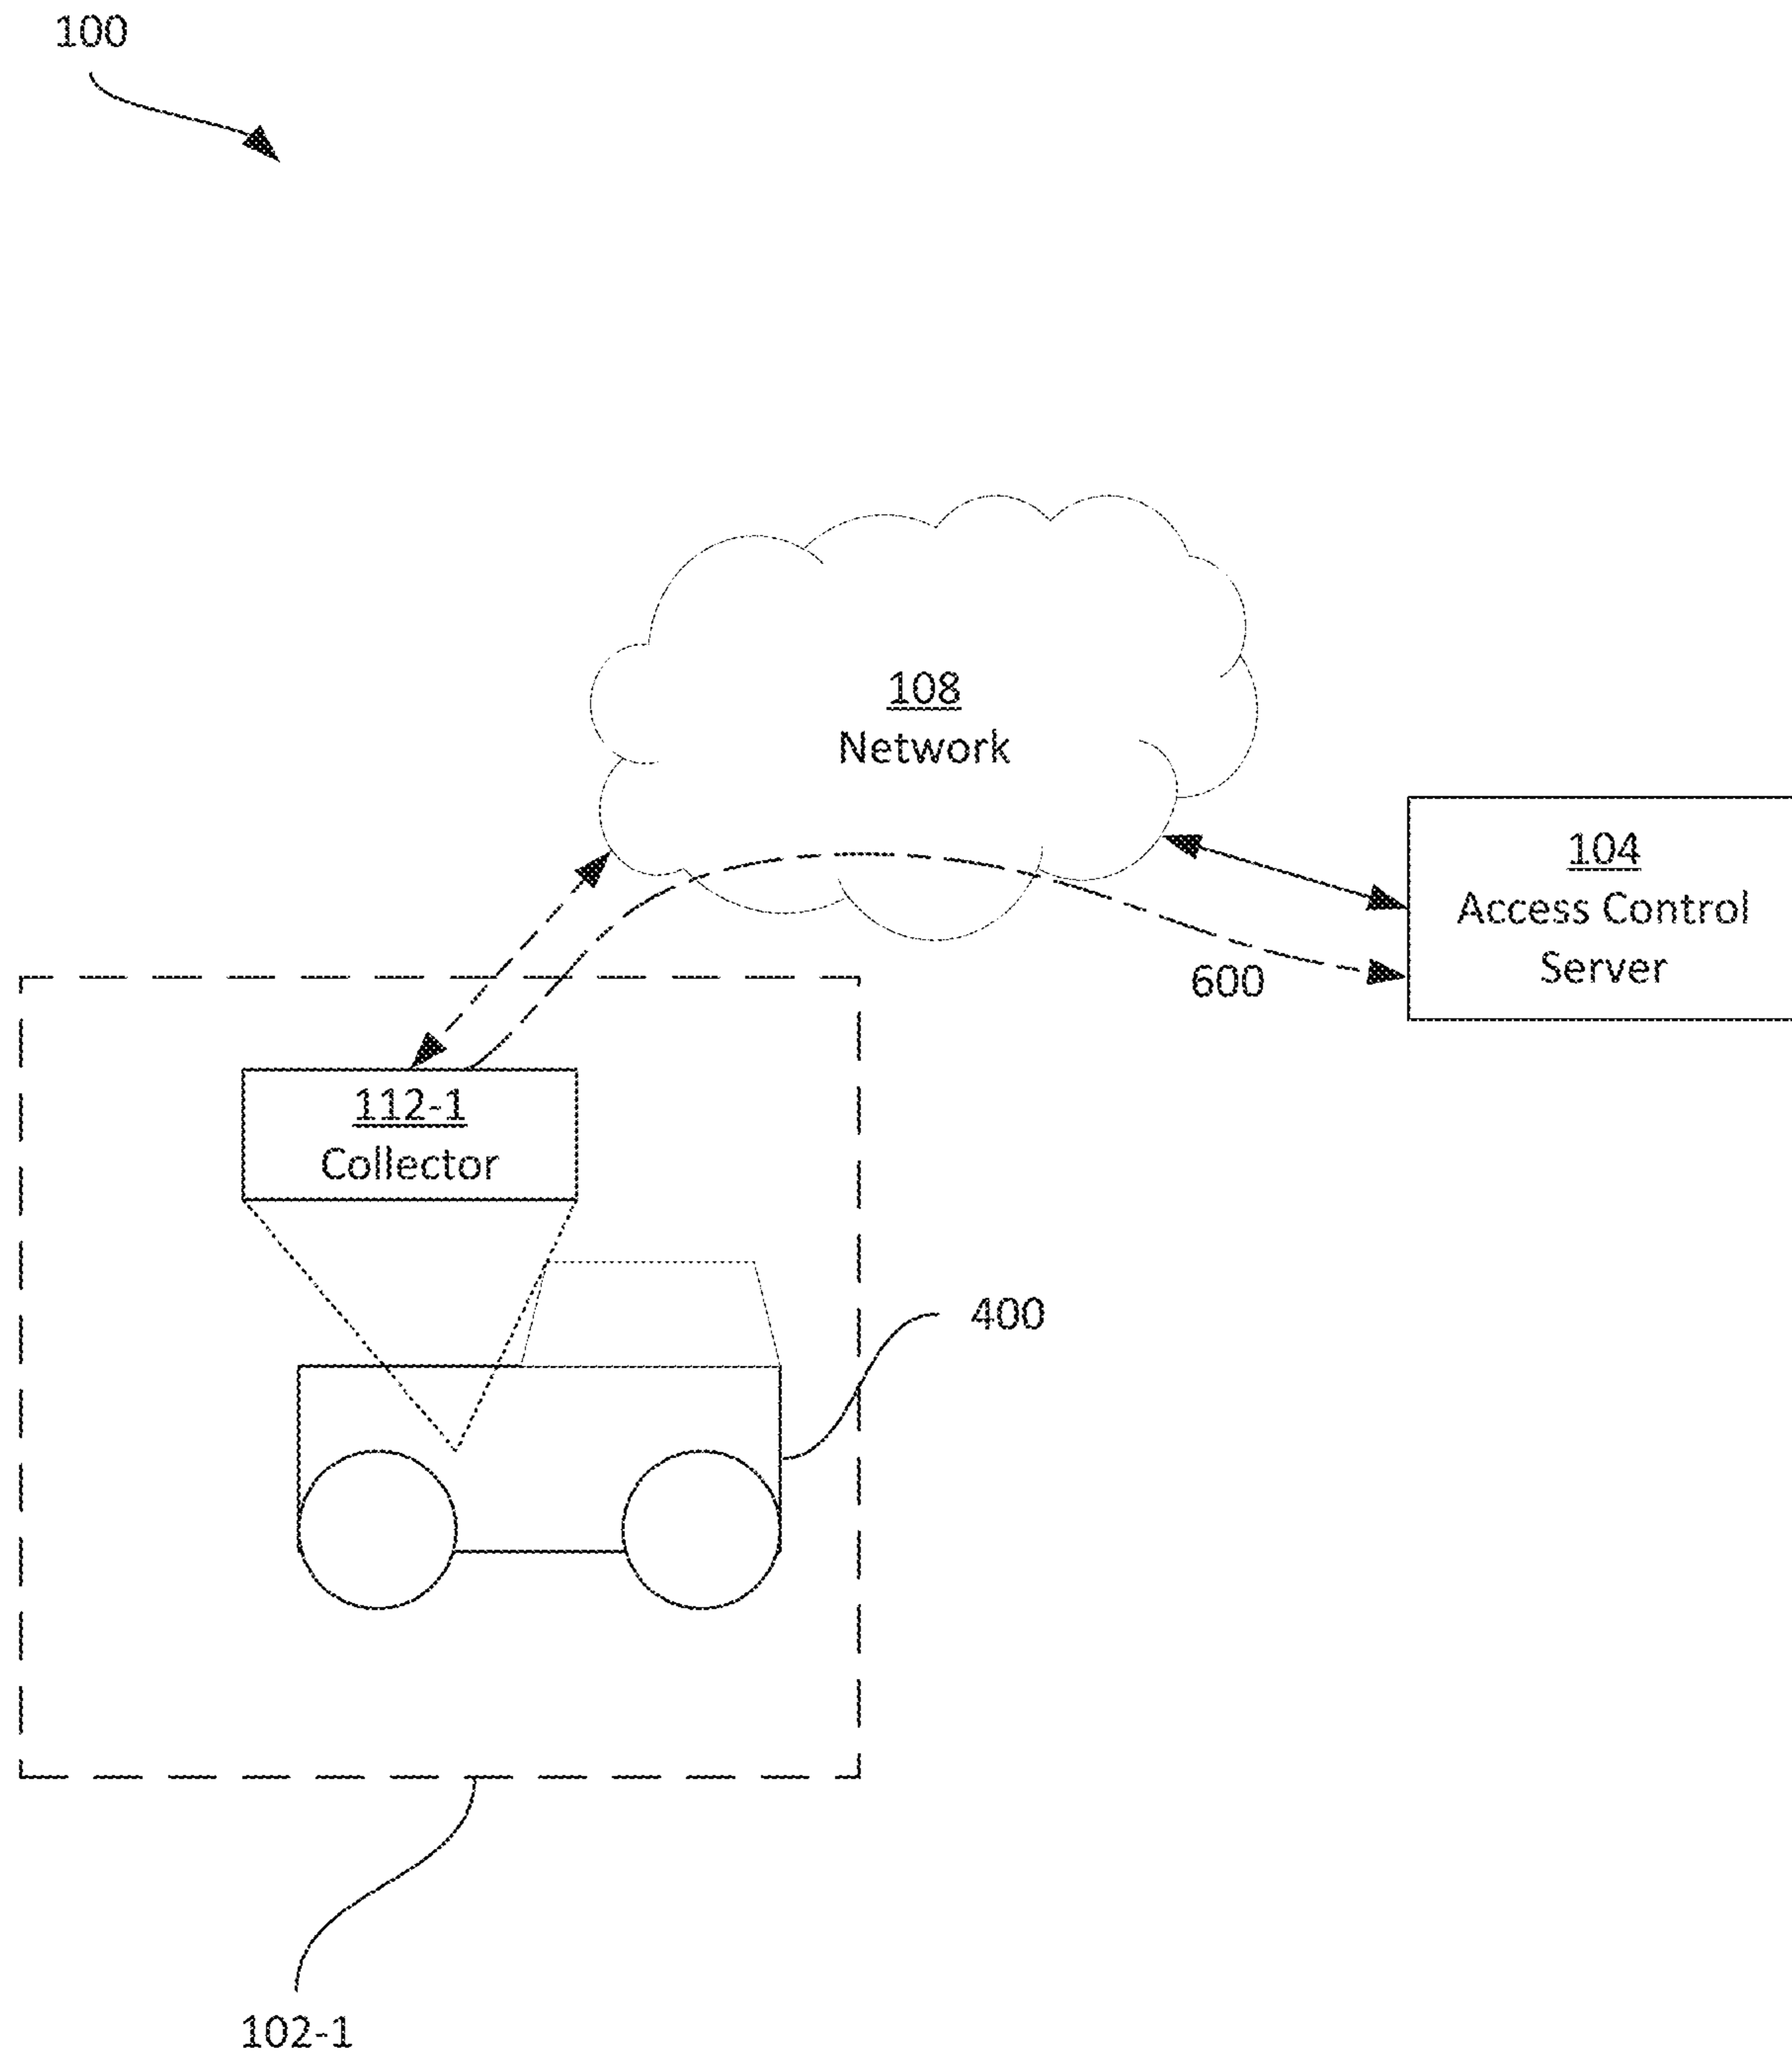 100
108
Network
104
Access Control
Server
600
112-1
Collector
400
102-1